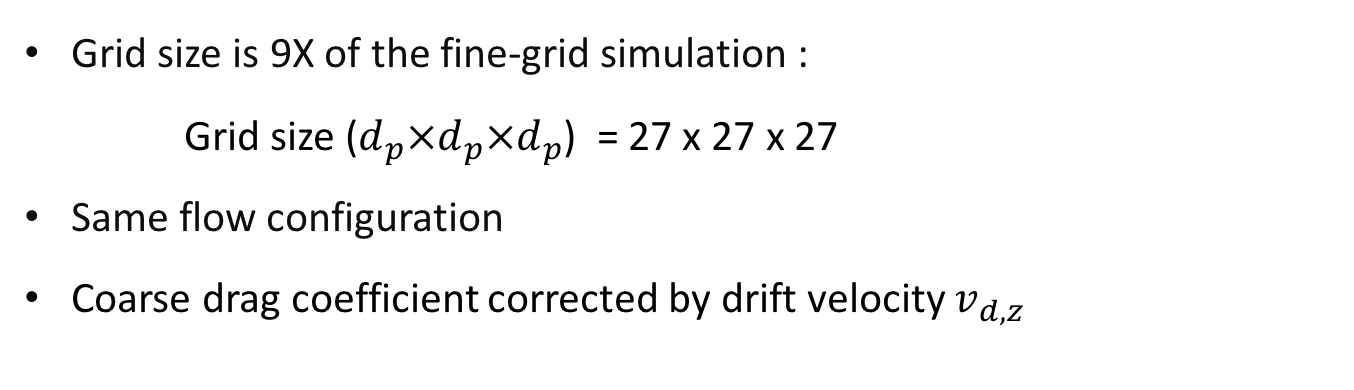 • Grid size is 9X of the fine-grid simulation :
Grid size (𝑑ₚ×𝑑ₚ×𝑑ₚ) = 27 x 27 x 27
• Same flow configuration
• Coarse drag coefficient corrected by drift velocity 𝑣_{𝑑,𝑧}